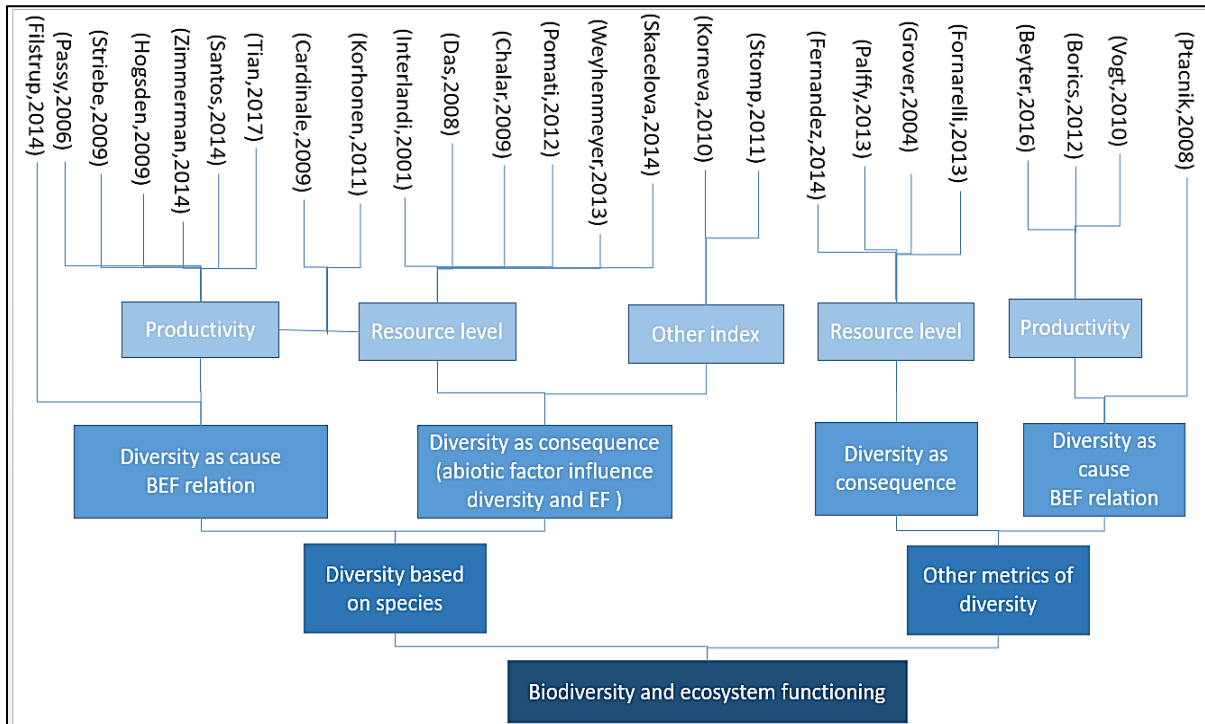 (Filstrup,2014)
(Passy,2006)
(Striebe,2009)
(Hogsden,2009)
(Zimmerman,2014)
(Santos,2014)
(Tian,2017)
(Cardinale,2009)
(Korhonen,2011)
(Interlandi,2001)
(Das,2008)
(Chalar,2009)
(Pomati,2012)
(Weyhenmeyer,2013)
(Skacelova,2014)
(Korneva,2010)
(Stomp,2011)
(Fernandez,2014)
(Palffy,2013)
(Grover,2004)
(Fornarelli,2013)
(Beyter,2016)
(Borics,2012)
(Vogt,2010)
(Ptacnik,2008)
Productivity
Resource level
Other index
Resource level
Productivity
Diversity as cause
BEF relation
Diversity as consequence
(abiotic factor influence
diversity and EF )
Diversity as
consequence
Diversity as
cause
BEF relation
Diversity based
on species
Other metrics of
diversity
Biodiversity and ecosystem functioning